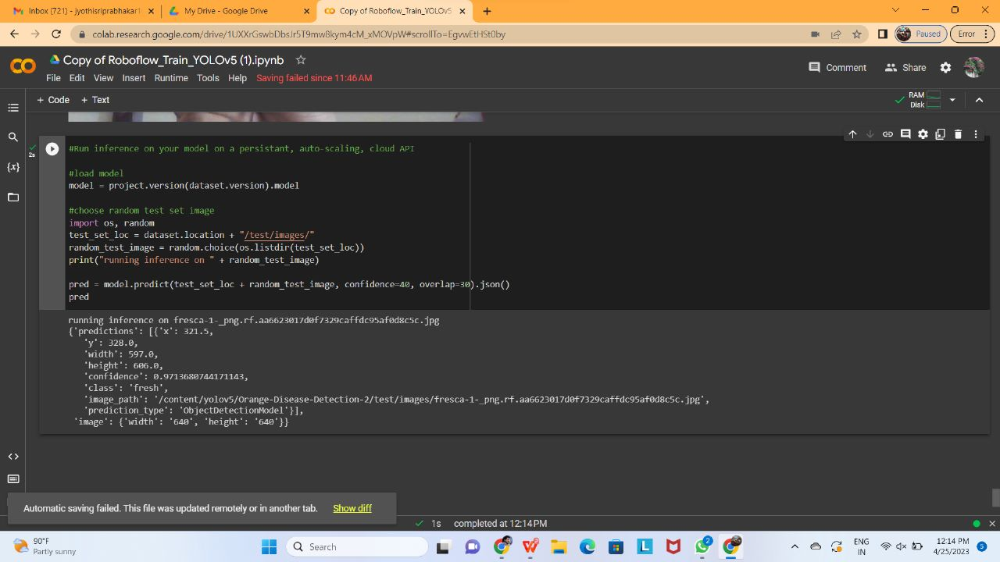 Inbox (721) - jyothisriprabhakar1
My Drive - Google Drive
Copy of Roboflow_Train_YOLOv5
colab.research.google.com/drive/1UXXrGswbDbsJr5T9mw8kym4sM_xMOVpW#scrollTo=EgvwEtHSt0by
Paused
Error
Copy of Roboflow_Train_YOLOv5 (1).ipynb
File Edit View Insert Runtime Tools Help Saving failed since 11:46 AM
Comment
Share
+ Code + Text
RAM
Disk
2s
#Run inference on your model on a persistant, auto-scaling, cloud API
#load model
model = project.version(dataset.version).model
#choose random test set image
import os, random
test_set_loc = dataset.location + "/test/images/"
random_test_image = random.choice(os.listdir(test_set_loc))
print("running inference on " + random_test_image)
pred = model.predict(test_set_loc + random_test_image, confidence=40, overlap=30).json()
pred
running inference on fresca-1-_png.rf.aa6623017d0f7329caffdc95af0d8c5c.jpg
{'predictions': [{'x': 321.5,
'y': 328.0,
'width': 597.0,
'height': 606.0,
'confidence': 0.9713680744171143,
'class': 'fresh',
'image_path': '/content/yolov5/Orange-Disease-Detection-2/test/images/fresca-1-_png.rf.aa6623017d0f7329caffdc95af0d8c5c.jpg',
'prediction_type': 'ObjectDetectionModel'}],
'image': {'width': '640', 'height': '640'}}
Automatic saving failed. This file was updated remotely or in another tab. Show diff
1s completed at 12:14 PM
90°F
Partly sunny
Search
2
ENG
IN
12:14 PM
4/25/2023
5